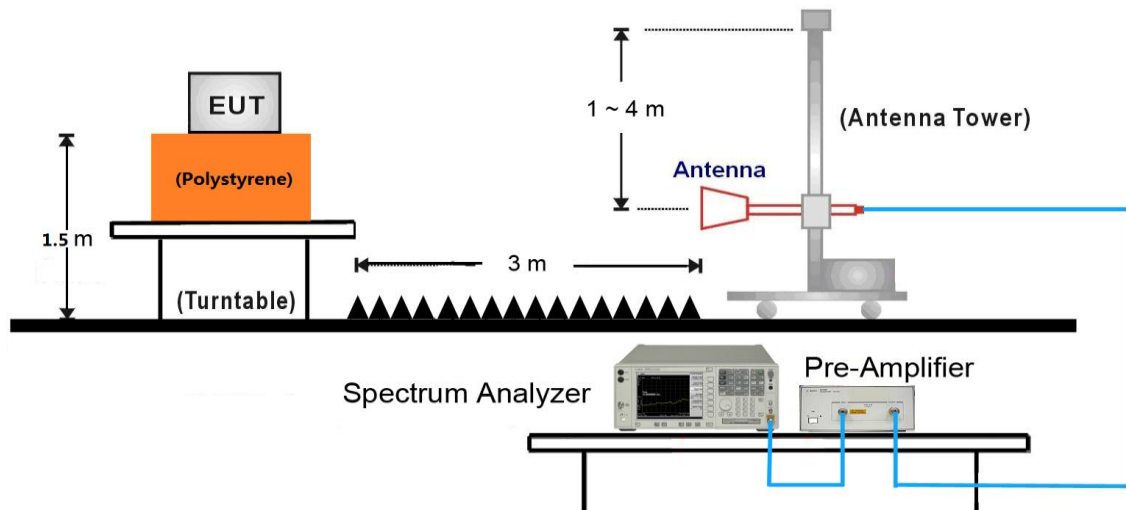 EUT
(Polystyrene)
1.5 m
(Turntable)
3 m
1 ~ 4 m
Antenna
(Antenna Tower)
Spectrum Analyzer
Pre-Amplifier